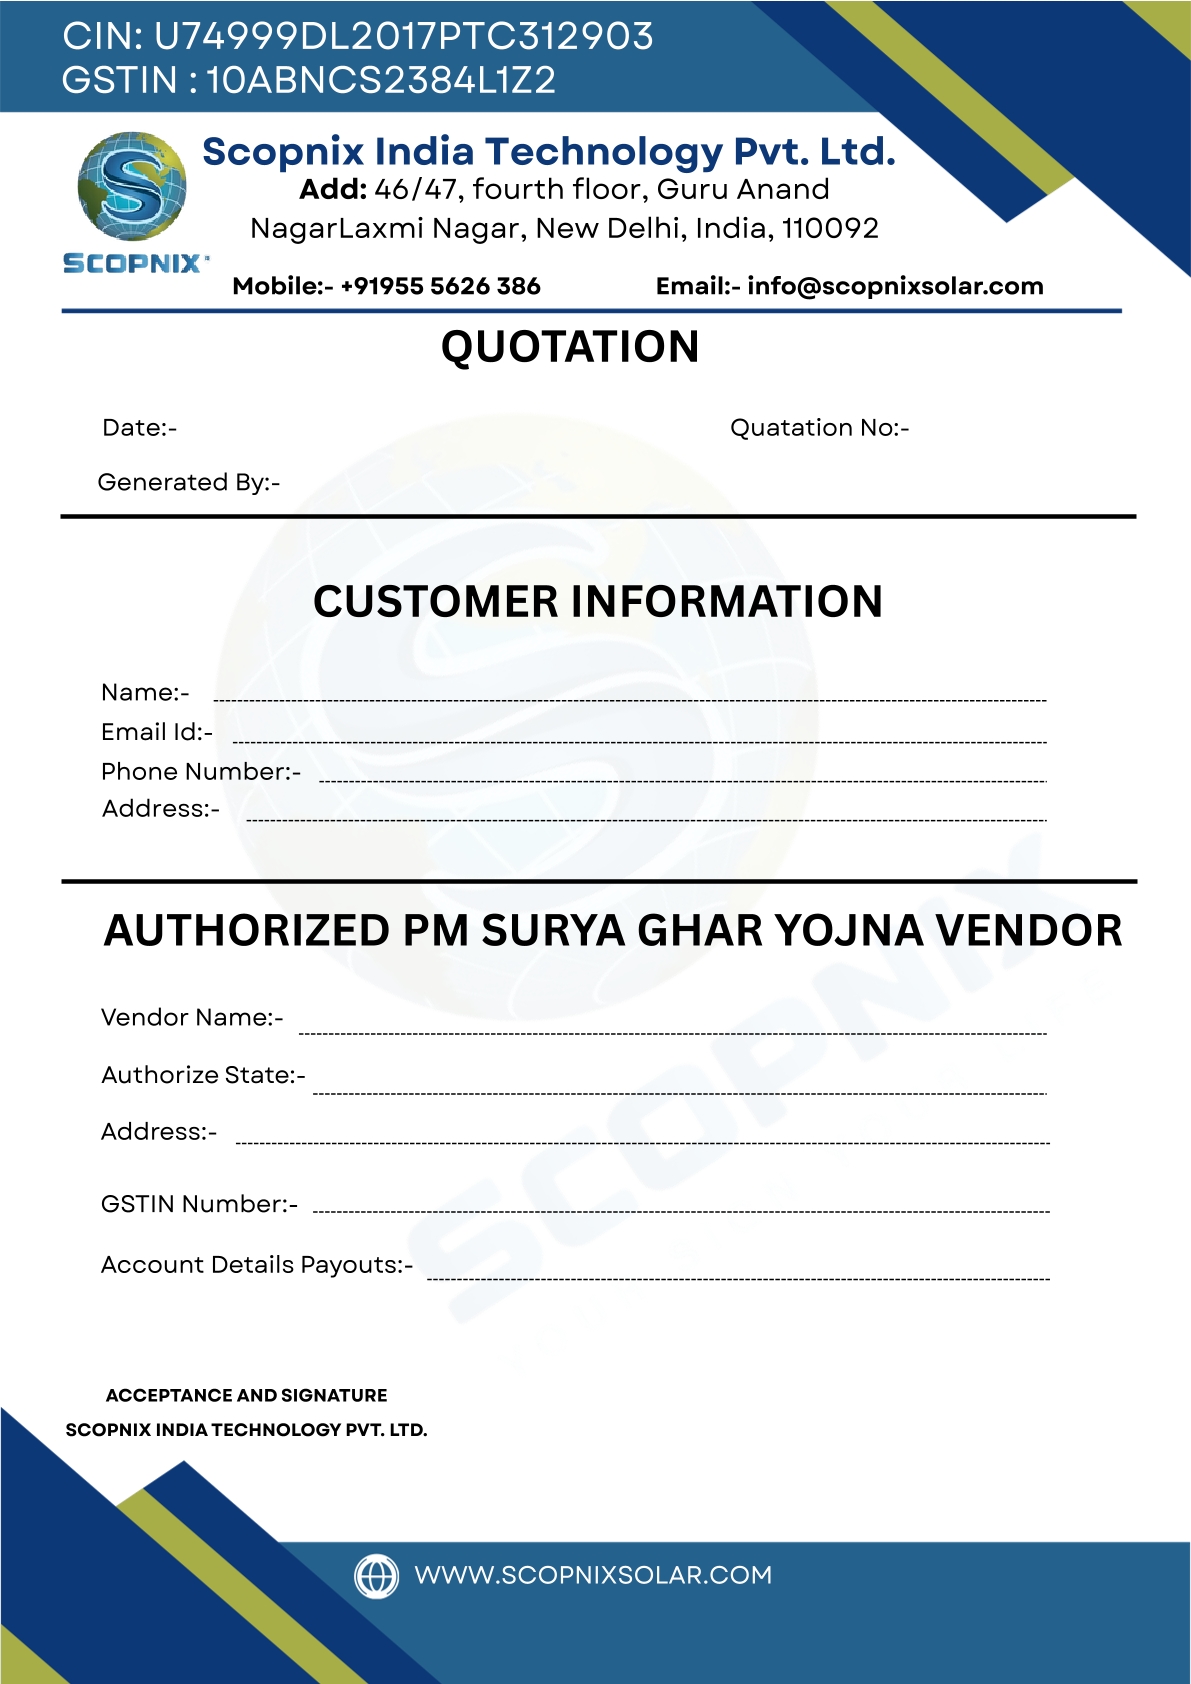 CIN: U74999DL2017PTC312903
GSTIN : 10ABNCS2384L1Z2
Scopnix India Technology Pvt. Ltd.
Add: 46/47, fourth floor, Guru Anand
NagarLaxmi Nagar, New Delhi, India, 110092
SCOPNIX
Mobile:- +91955 5626 386 Email:- info@scopnixsolar.com
QUOTATION
Date:- Quatation No:-
Generated By:-
CUSTOMER INFORMATION
Name:-
Email Id:-
Phone Number:-
Address:-
AUTHORIZED PM SURYA GHAR YOJNA VENDOR
Vendor Name:-
Authorize State:-
Address:-
GSTIN Number:-
Account Details Payouts:-
SCOPNIX
ACCEPTANCE AND SIGNATURE
SCOPNIX INDIA TECHNOLOGY PVT. LTD.
WWW.SCOPNIXSOLAR.COM